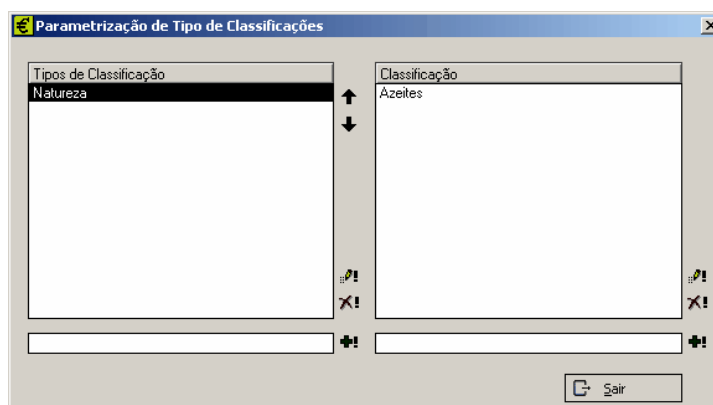 Parametrização de Tipo de Classificações
Tipos de Classificação
Natureza
Classificação
Azeites
Sair